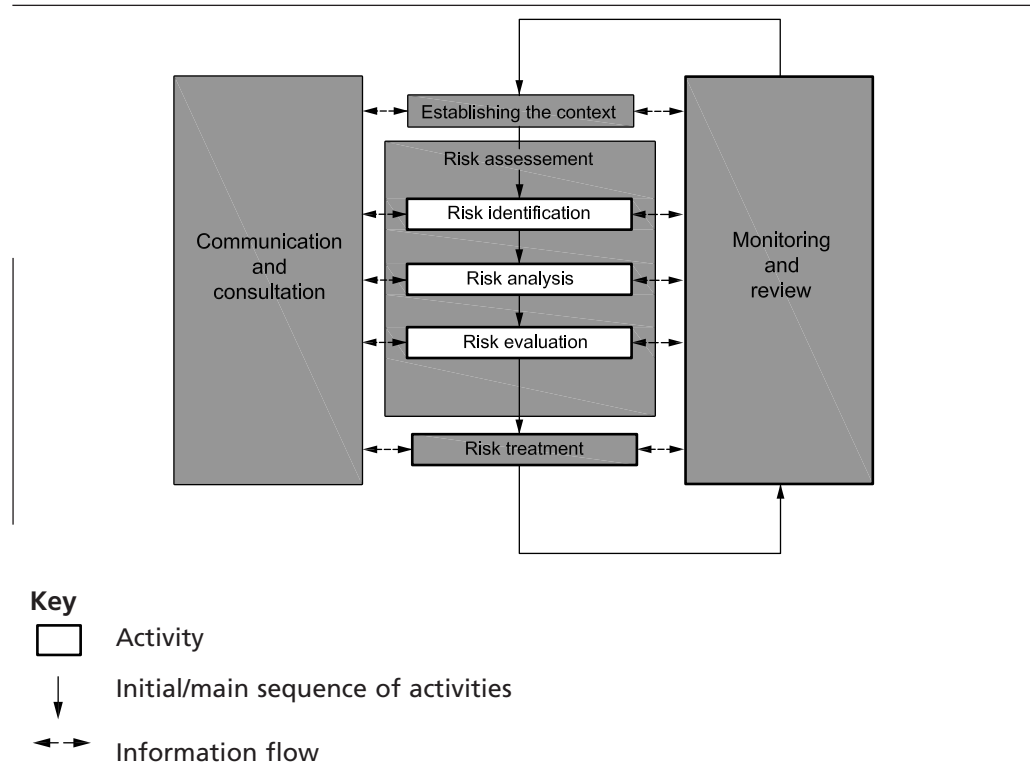 Establishing the context
Risk assessement
Risk identification
Communication
and
consultation
Risk analysis
Monitoring
and
review
Risk evaluation
Risk treatment
Key
Activity
Initial/main sequence of activities
Information flow